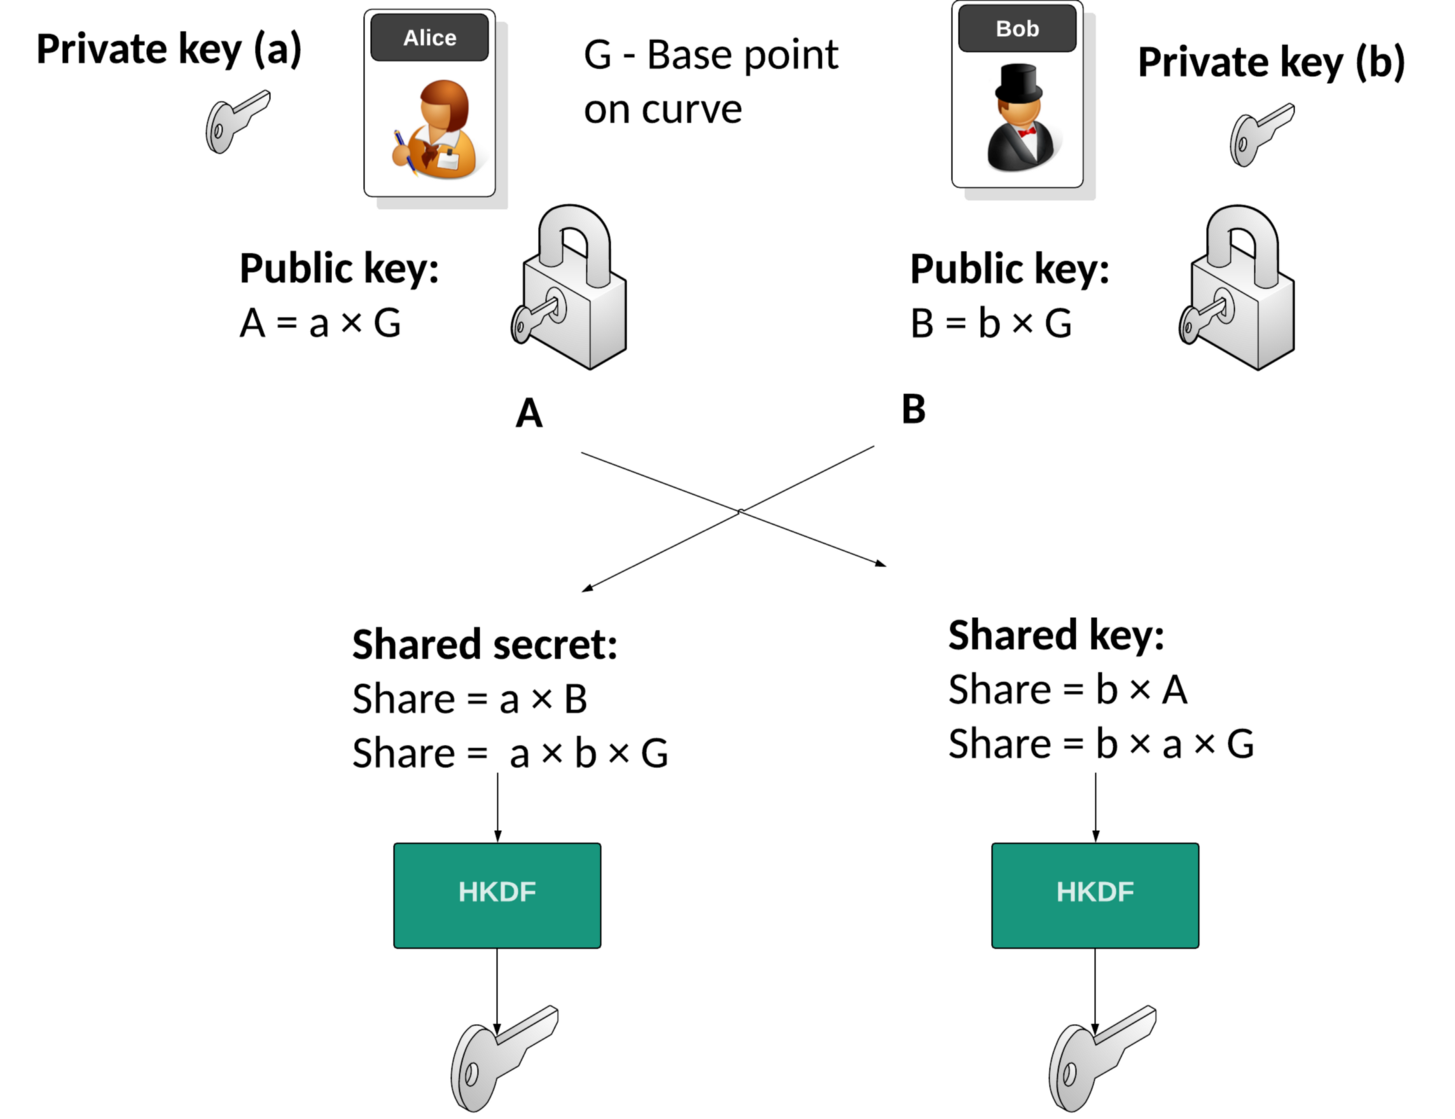 Private key (a)
Alice
G - Base point
on curve
Bob
Private key (b)
Public key:
A = a × G
Public key:
B = b × G
A
B
Shared secret:
Share = a × B
Share =  a × b × G
Shared key:
Share = b × A
Share = b × a × G
HKDF
HKDF